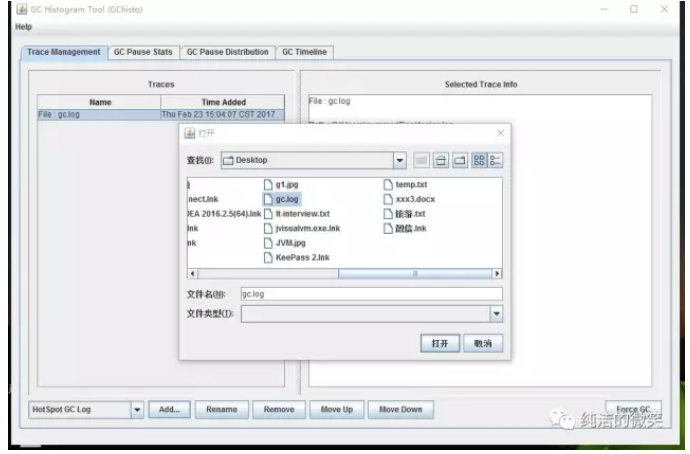 GC Histogram Tool (GChisto)
Help
Trace Management GC Pause Stats GC Pause Distribution GC Timeline
Traces
Selected Trace Info
Name Time Added
File : gc.log Thu Feb 23 15:04:07 CST 2017
File : gc.log
打开
查找(I): Desktop
g1.jpg temp.txt
nect.lnk gc.log xxx3.docx
DEA 2016.2.5(64).lnk lt-interview.txt 旅游.txt
lnk jvisualvm.exe.lnk 微信.lnk
nk JVM.jpg
KeePass 2.lnk
文件名(N): gc.log
文件类型(T):
打开 取消
HotSpot GC Log Add... Rename Remove Move Up Move Down Force GC
纯洁的微笑